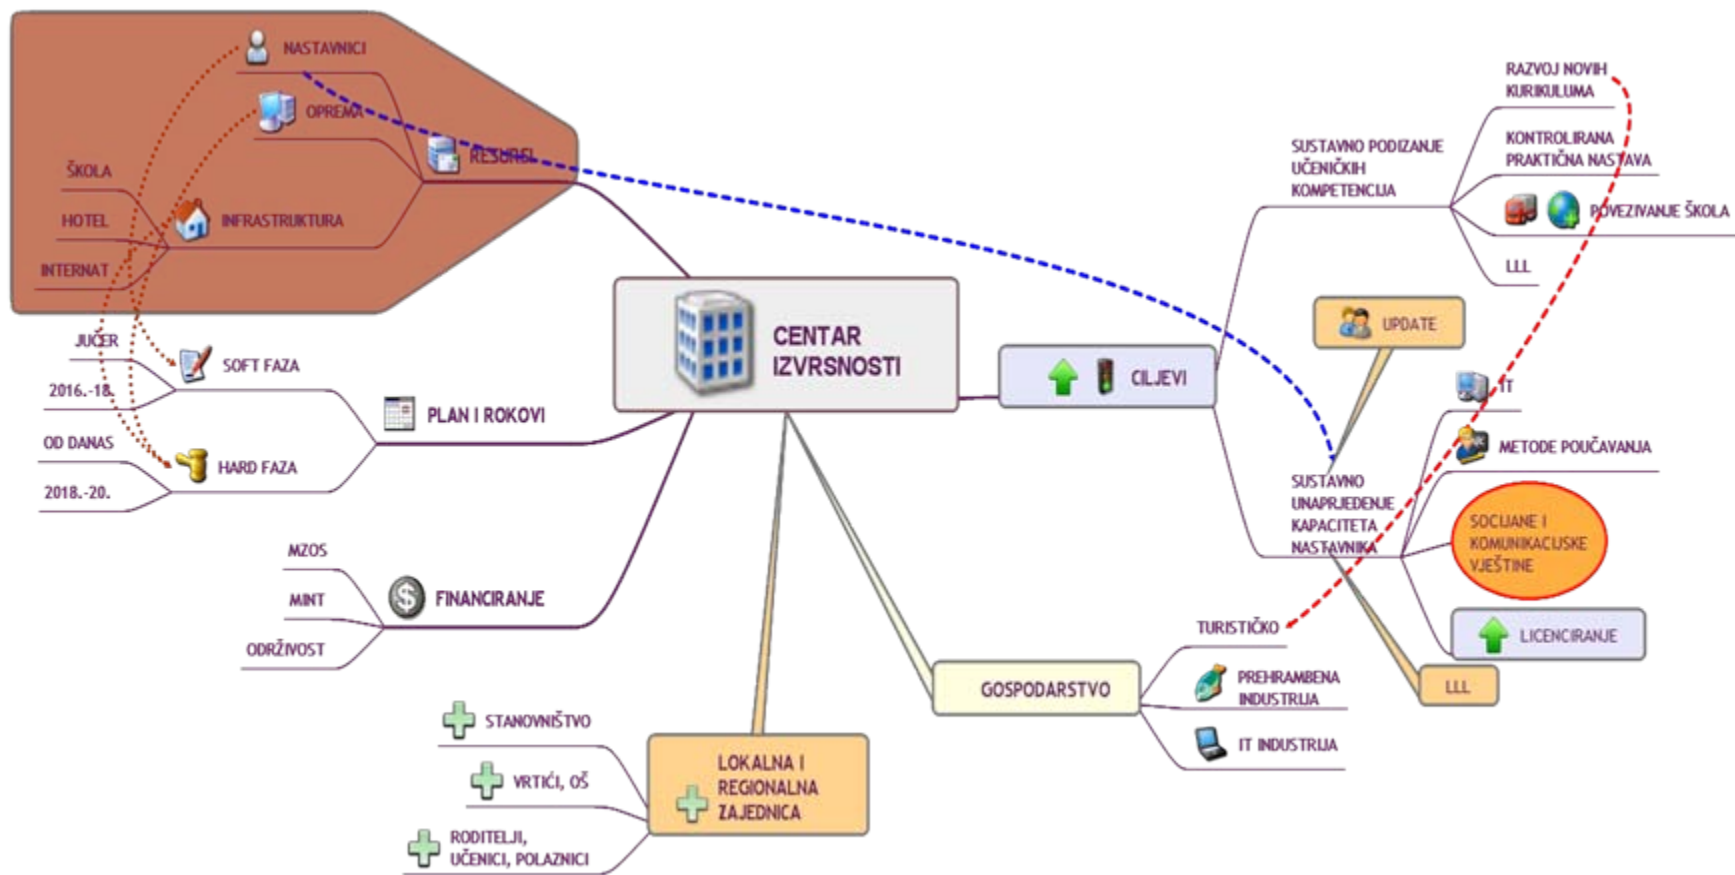 NASTAVNICI
OPREMA
RESURSI
ŠKOLA
HOTEL
INTERNAT
INFRASTRUKTURA
JUČER
2016.-18.
SOFT FAZA
OD DANAS
2018.-20.
HARD FAZA
PLAN I ROKOVI
MZOS
MINT
ODRŽIVOST
FINANCIRANJE
STANOVNIŠTVO
VRTIĆI, OŠ
RODITELJI,
UČENICI, POLAZNICI
LOKALNA I
REGIONALNA
ZAJEDNICA
CENTAR
IZVRSNOSTI
CILJEVI
SUSTAVNO PODIZANJE
UČENIČKIH
KOMPETENCIJA
RAZVOJ NOVIH
KURIKULUMA
KONTROLIRANA
PRAKTIČNA NASTAVA
POVEZIVANJE ŠKOLA
LLL
UPDATE
SUSTAVNO
UNAPRJEĐENJE
KAPACITETA
NASTAVNIKA
IT
METODE POUČAVANJA
SOCIJANE I
KOMUNIKACIJSKE
VJEŠTINE
LICENCIRANJE
LLL
GOSPODARSTVO
TURISTIČKO
PREHRAMBENA
INDUSTRIJA
IT INDUSTRIJA